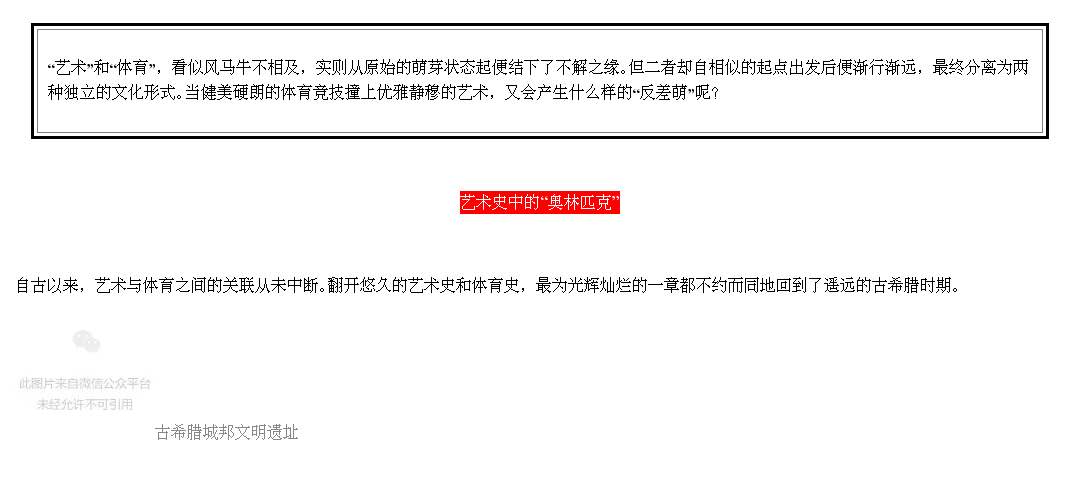 “艺术”和“体育”，看似风马牛不相及，实则从原始的萌芽状态起便结下了不解之缘。但二者却自相似的起点出发后便渐行渐远，最终分离为两
种独立的文化形式。当健美硬朗的体育竞技撞上优雅静穆的艺术，又会产生什么样的“反差萌”呢？
艺术史中的“奥林匹克”
自古以来，艺术与体育之间的关联从未中断。翻开悠久的艺术史和体育史，最为光辉灿烂的一章都不约而同地回到了遥远的古希腊时期。
此图片来自微信公众平台
未经允许不可引用
古希腊城邦文明遗址